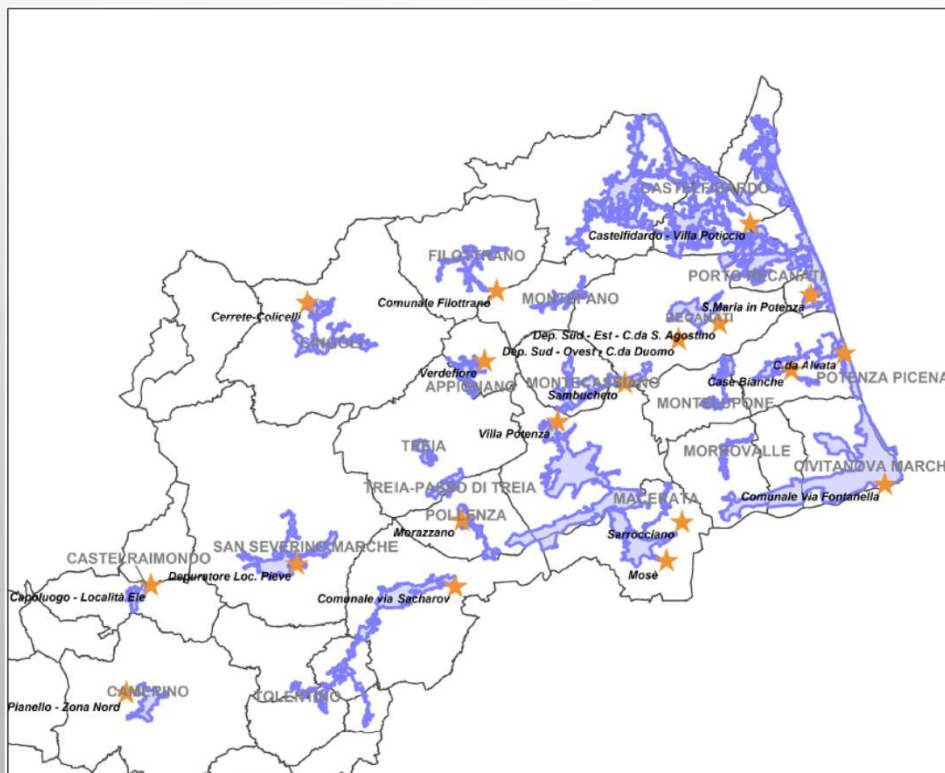 CASTELFIDARDO
Castelfidardo - Villa Poticcio
FILOTTRANO
PORTO RECANATI
Comunale Filottrano
MONTEFANO
S.Maria in Potenza
Cerrete-Colicelli
RECANATI
Dep. Sud - Est - C.da S. Agostino
CINGOLI
Dep. Sud - Ovest - C.da Duomo
C.da Alvata
Verdefiore
APPIGNANO
MONTECASSIANO
Case Bianche
POTENZA PICENA
Sambucheto
MONTELUPONE
Villa Potenza
TREIA
MORROVALLE
CIVITANOVA MARCH
TREIA-PASSO DI TREIA
MACERATA
Comunale via Fontanella
POLLENZA
Morazzano
Sarrocciano
SAN SEVERINO MARCHE
CASTELRAIMONDO
Depuratore Loc. Pieve
Mosè
Capoluogo - Località Ele
Comunale via Sacharov
CAMERINO
TOLENTINO
Pianello - Zona Nord